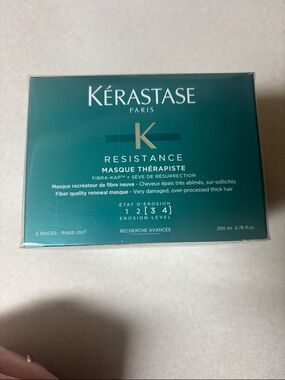 KÉRASTASE
PARIS
K
RESISTANCE
MASQUE THÉRAPISTE
FIBRA-KAP™ + SÈVE DE RÉSURRECTION
Masque recréateur de fibre neuve - Cheveux épais très abîmés, sur-sollicités
Fiber quality renewal masque - Very damaged, over-processed thick hair
ÉTAT D'ÉROSION
1 2 [3 4]
EROSION LEVEL
À RINCER - RINSE-OUT
RECHERCHE AVANCÉE
200 ml 6.76 fl.oz